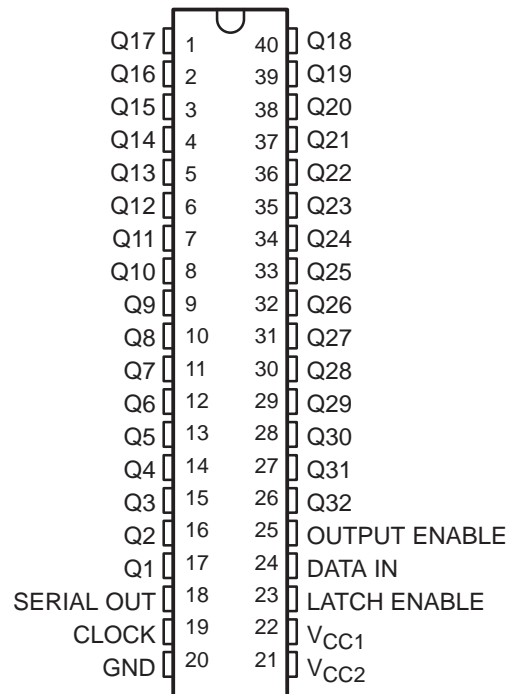 Q17 1 40 Q18
Q16 2 39 Q19
Q15 3 38 Q20
Q14 4 37 Q21
Q13 5 36 Q22
Q12 6 35 Q23
Q11 7 34 Q24
Q10 8 33 Q25
Q9 9 32 Q26
Q8 10 31 Q27
Q7 11 30 Q28
Q6 12 29 Q29
Q5 13 28 Q30
Q4 14 27 Q31
Q3 15 26 Q32
Q2 16 25 OUTPUT ENABLE
Q1 17 24 DATA IN
SERIAL OUT 18 23 LATCH ENABLE
CLOCK 19 22 VCC1
GND 20 21 VCC2